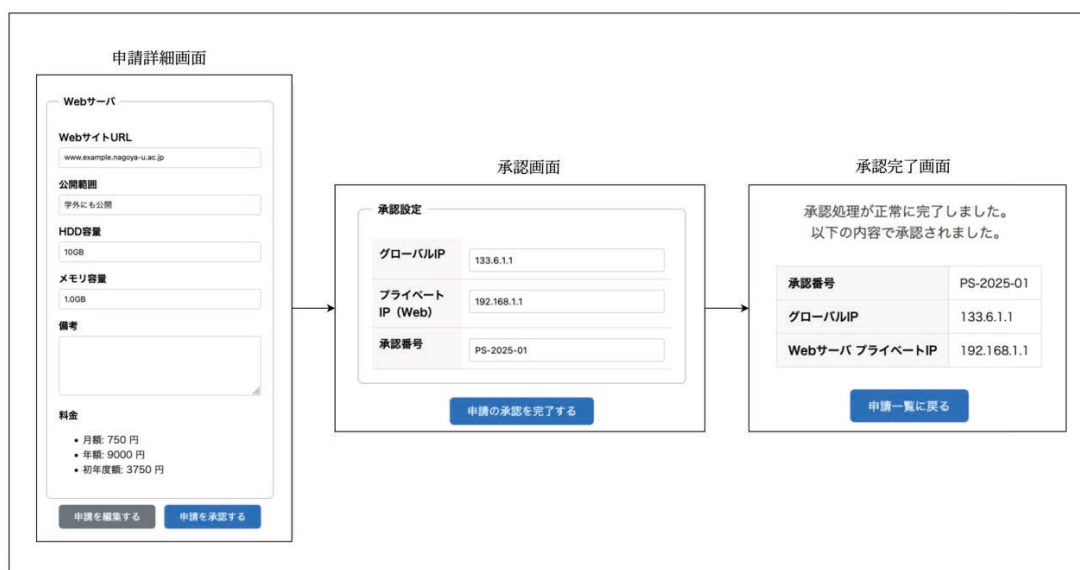 申請詳細画面
Webサーバ
WebサイトURL
www.example.nagoya-u.ac.jp
公開範囲
学外にも公開
HDD容量
10GB
メモリ容量
1.0GB
備考
料金
• 月額: 750 円
• 年額: 9000 円
• 初年度額: 3750 円
申請を編集する
申請を承認する
承認画面
承認設定
グローバルIP
133.6.1.1
プライベート
IP（Web）
192.168.1.1
承認番号
PS-2025-01
申請の承認を完了する
承認完了画面
承認処理が正常に完了しました。
以下の内容で承認されました。
承認番号 PS-2025-01
グローバルIP 133.6.1.1
Webサーバ プライベートIP 192.168.1.1
申請一覧に戻る